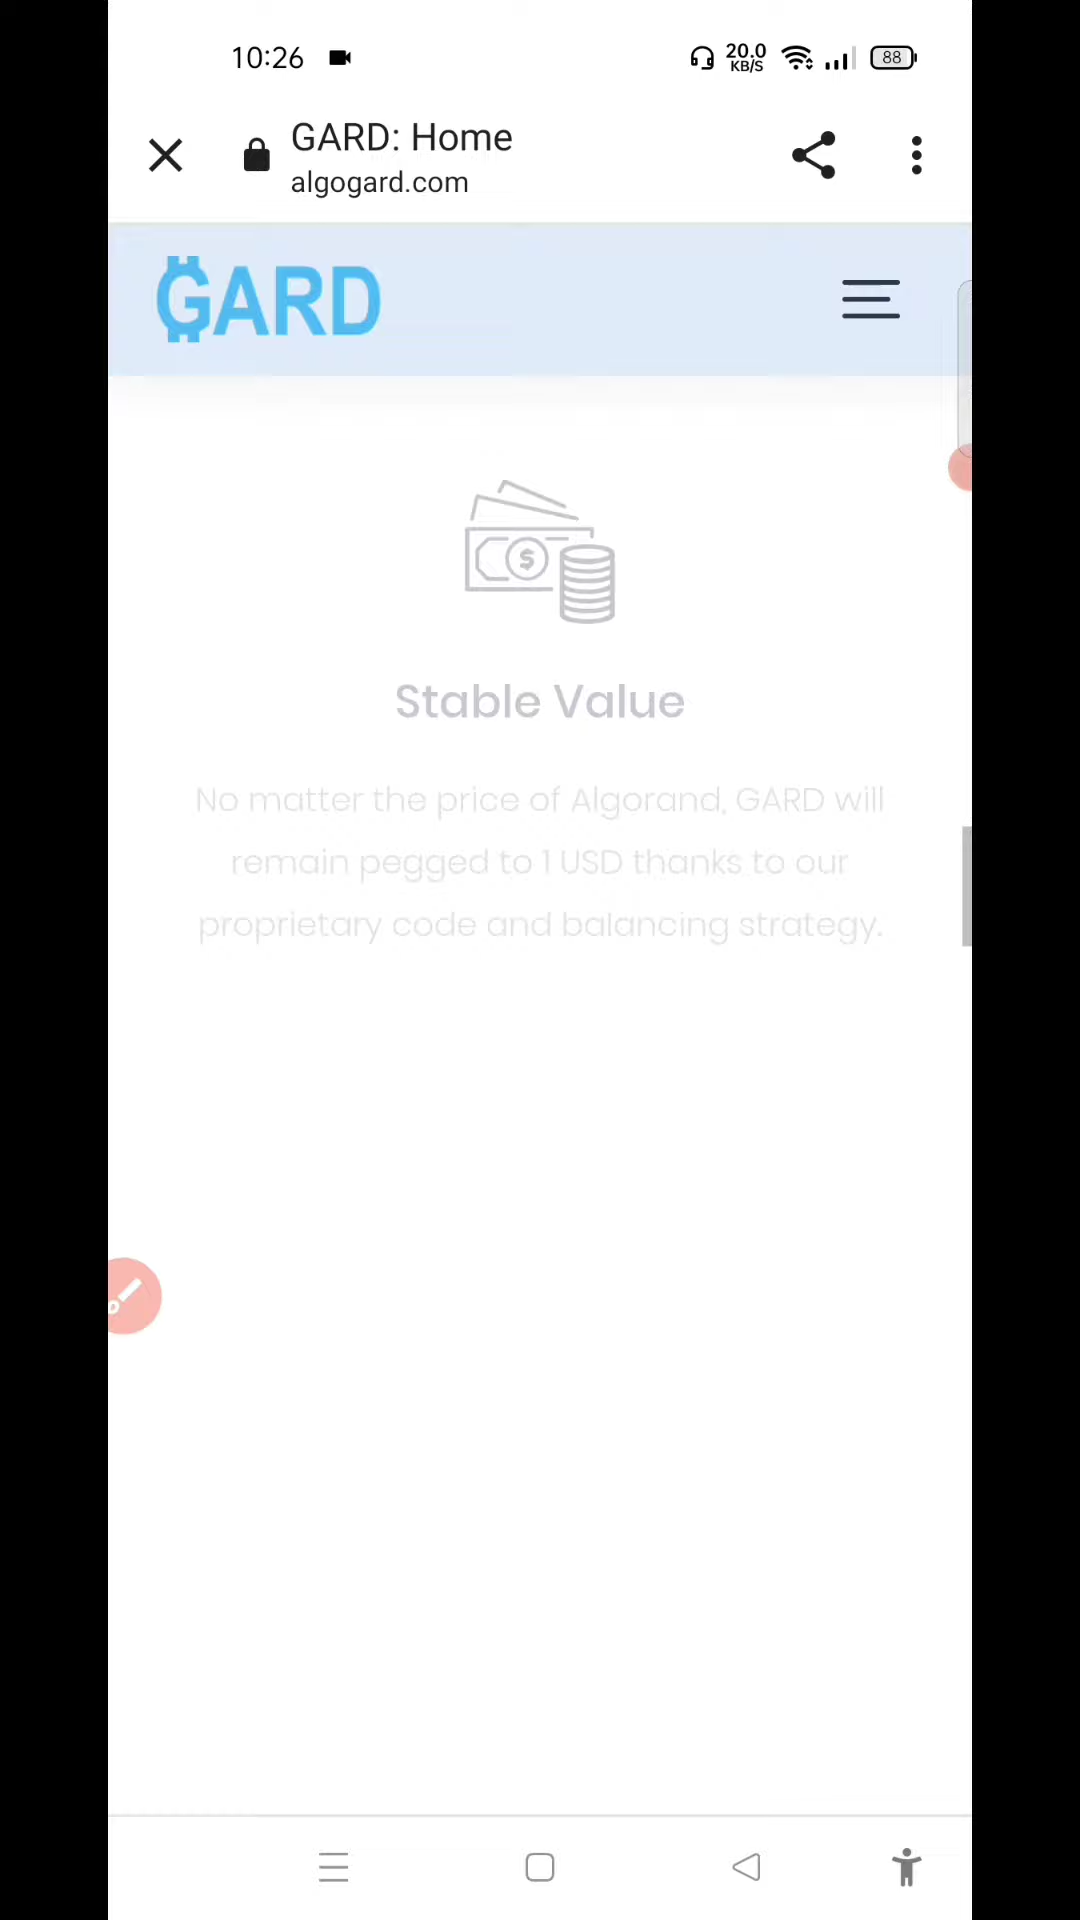 10:26
20.0
KB/S
88
GARD: Home
algogard.com
GARD
$
Stable Value
No matter the price of Algorand, GARD will
remain pegged to 1 USD thanks to our
proprietary code and balancing strategy.